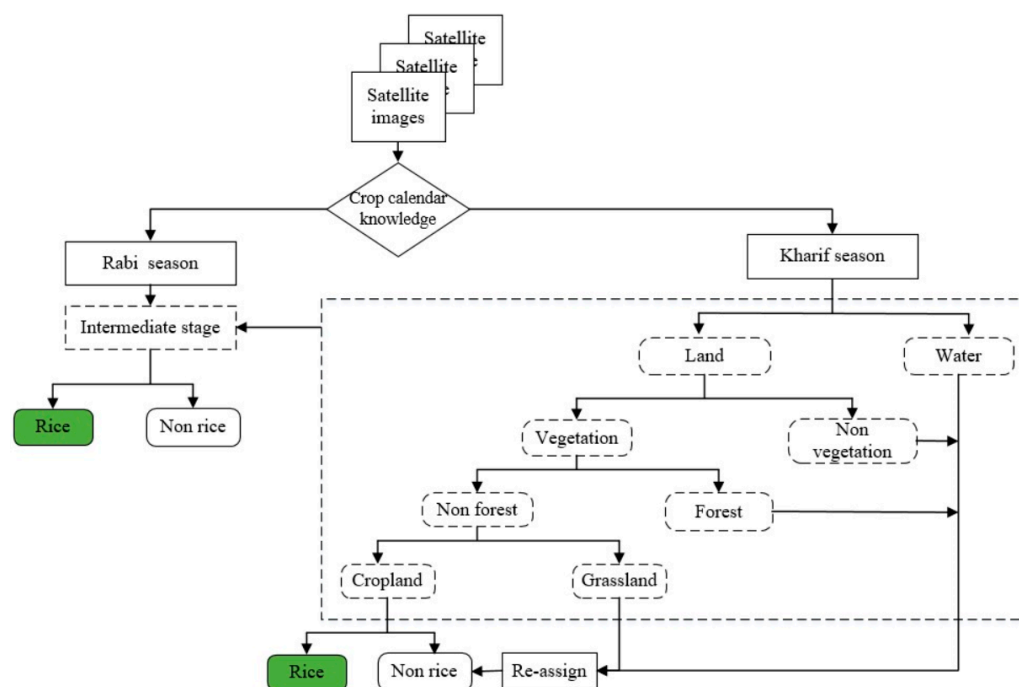 Satellite
Satellite
Satellite
images
Crop calendar
knowledge
Rabi season
Kharif season
Intermediate stage
Land
Water
Rice
Non rice
Vegetation
Non
vegetation
Non forest
Forest
Cropland
Grassland
Rice
Non rice
Re-assign